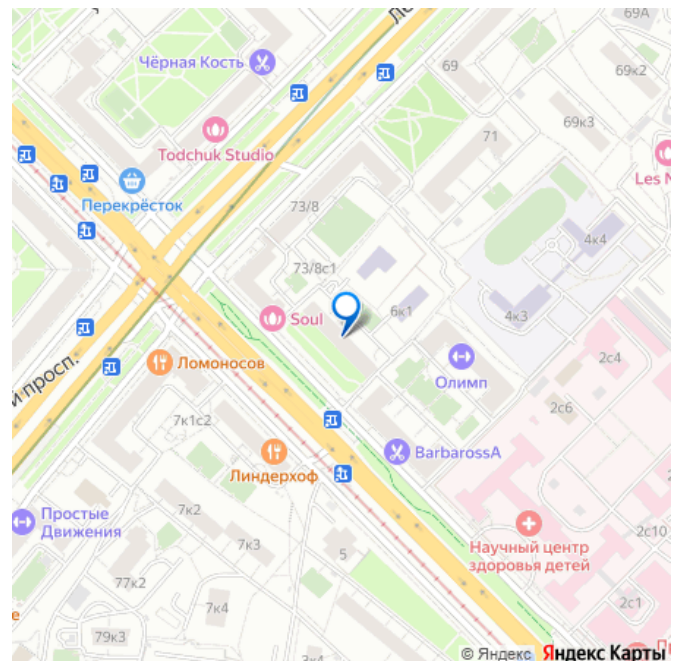 69А
69
69к2
Чёрная Кость
69к3
71
Todchuk Studio
Les N
Перекрёсток
73/8
4к4
73/8с1
Soul
6к1
4к3
2с4
Ломоносов
Олимп
й просп.
2с6
7к1с2
BarbarossA
Линдерхоф
Простые
Движения
7к2
2с10
7к3
Научный центр
здоровья детей
5
77к2
7к4
2с1
79к3
3к4
© Яндекс Яндекс Карты